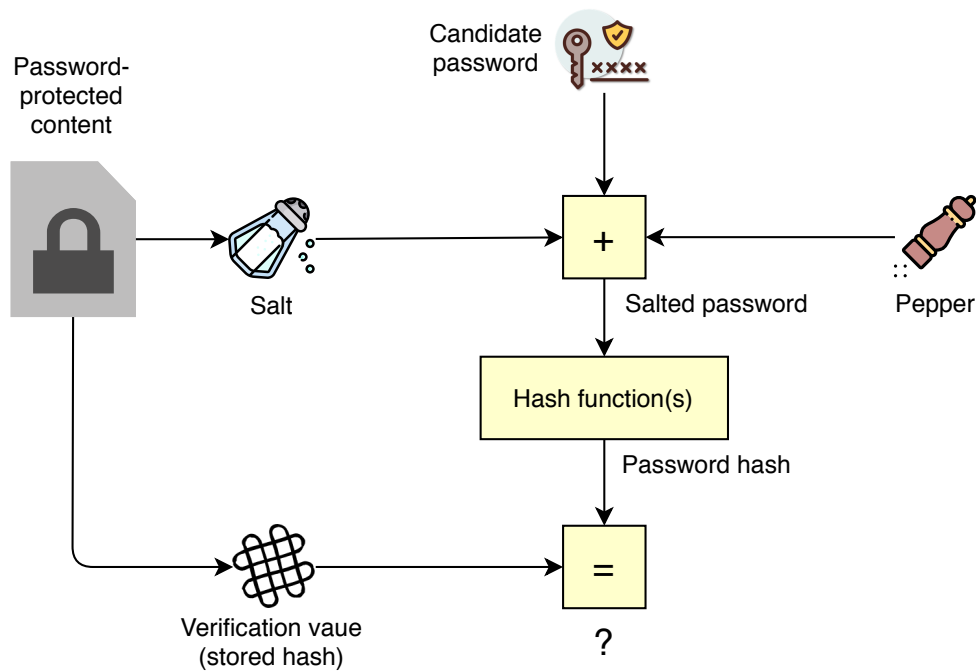 Candidate
password
Password-
protected
content
××××
+
Salt
Salted password
Pepper
Hash function(s)
Password hash
=
Verification vaue
(stored hash)
?